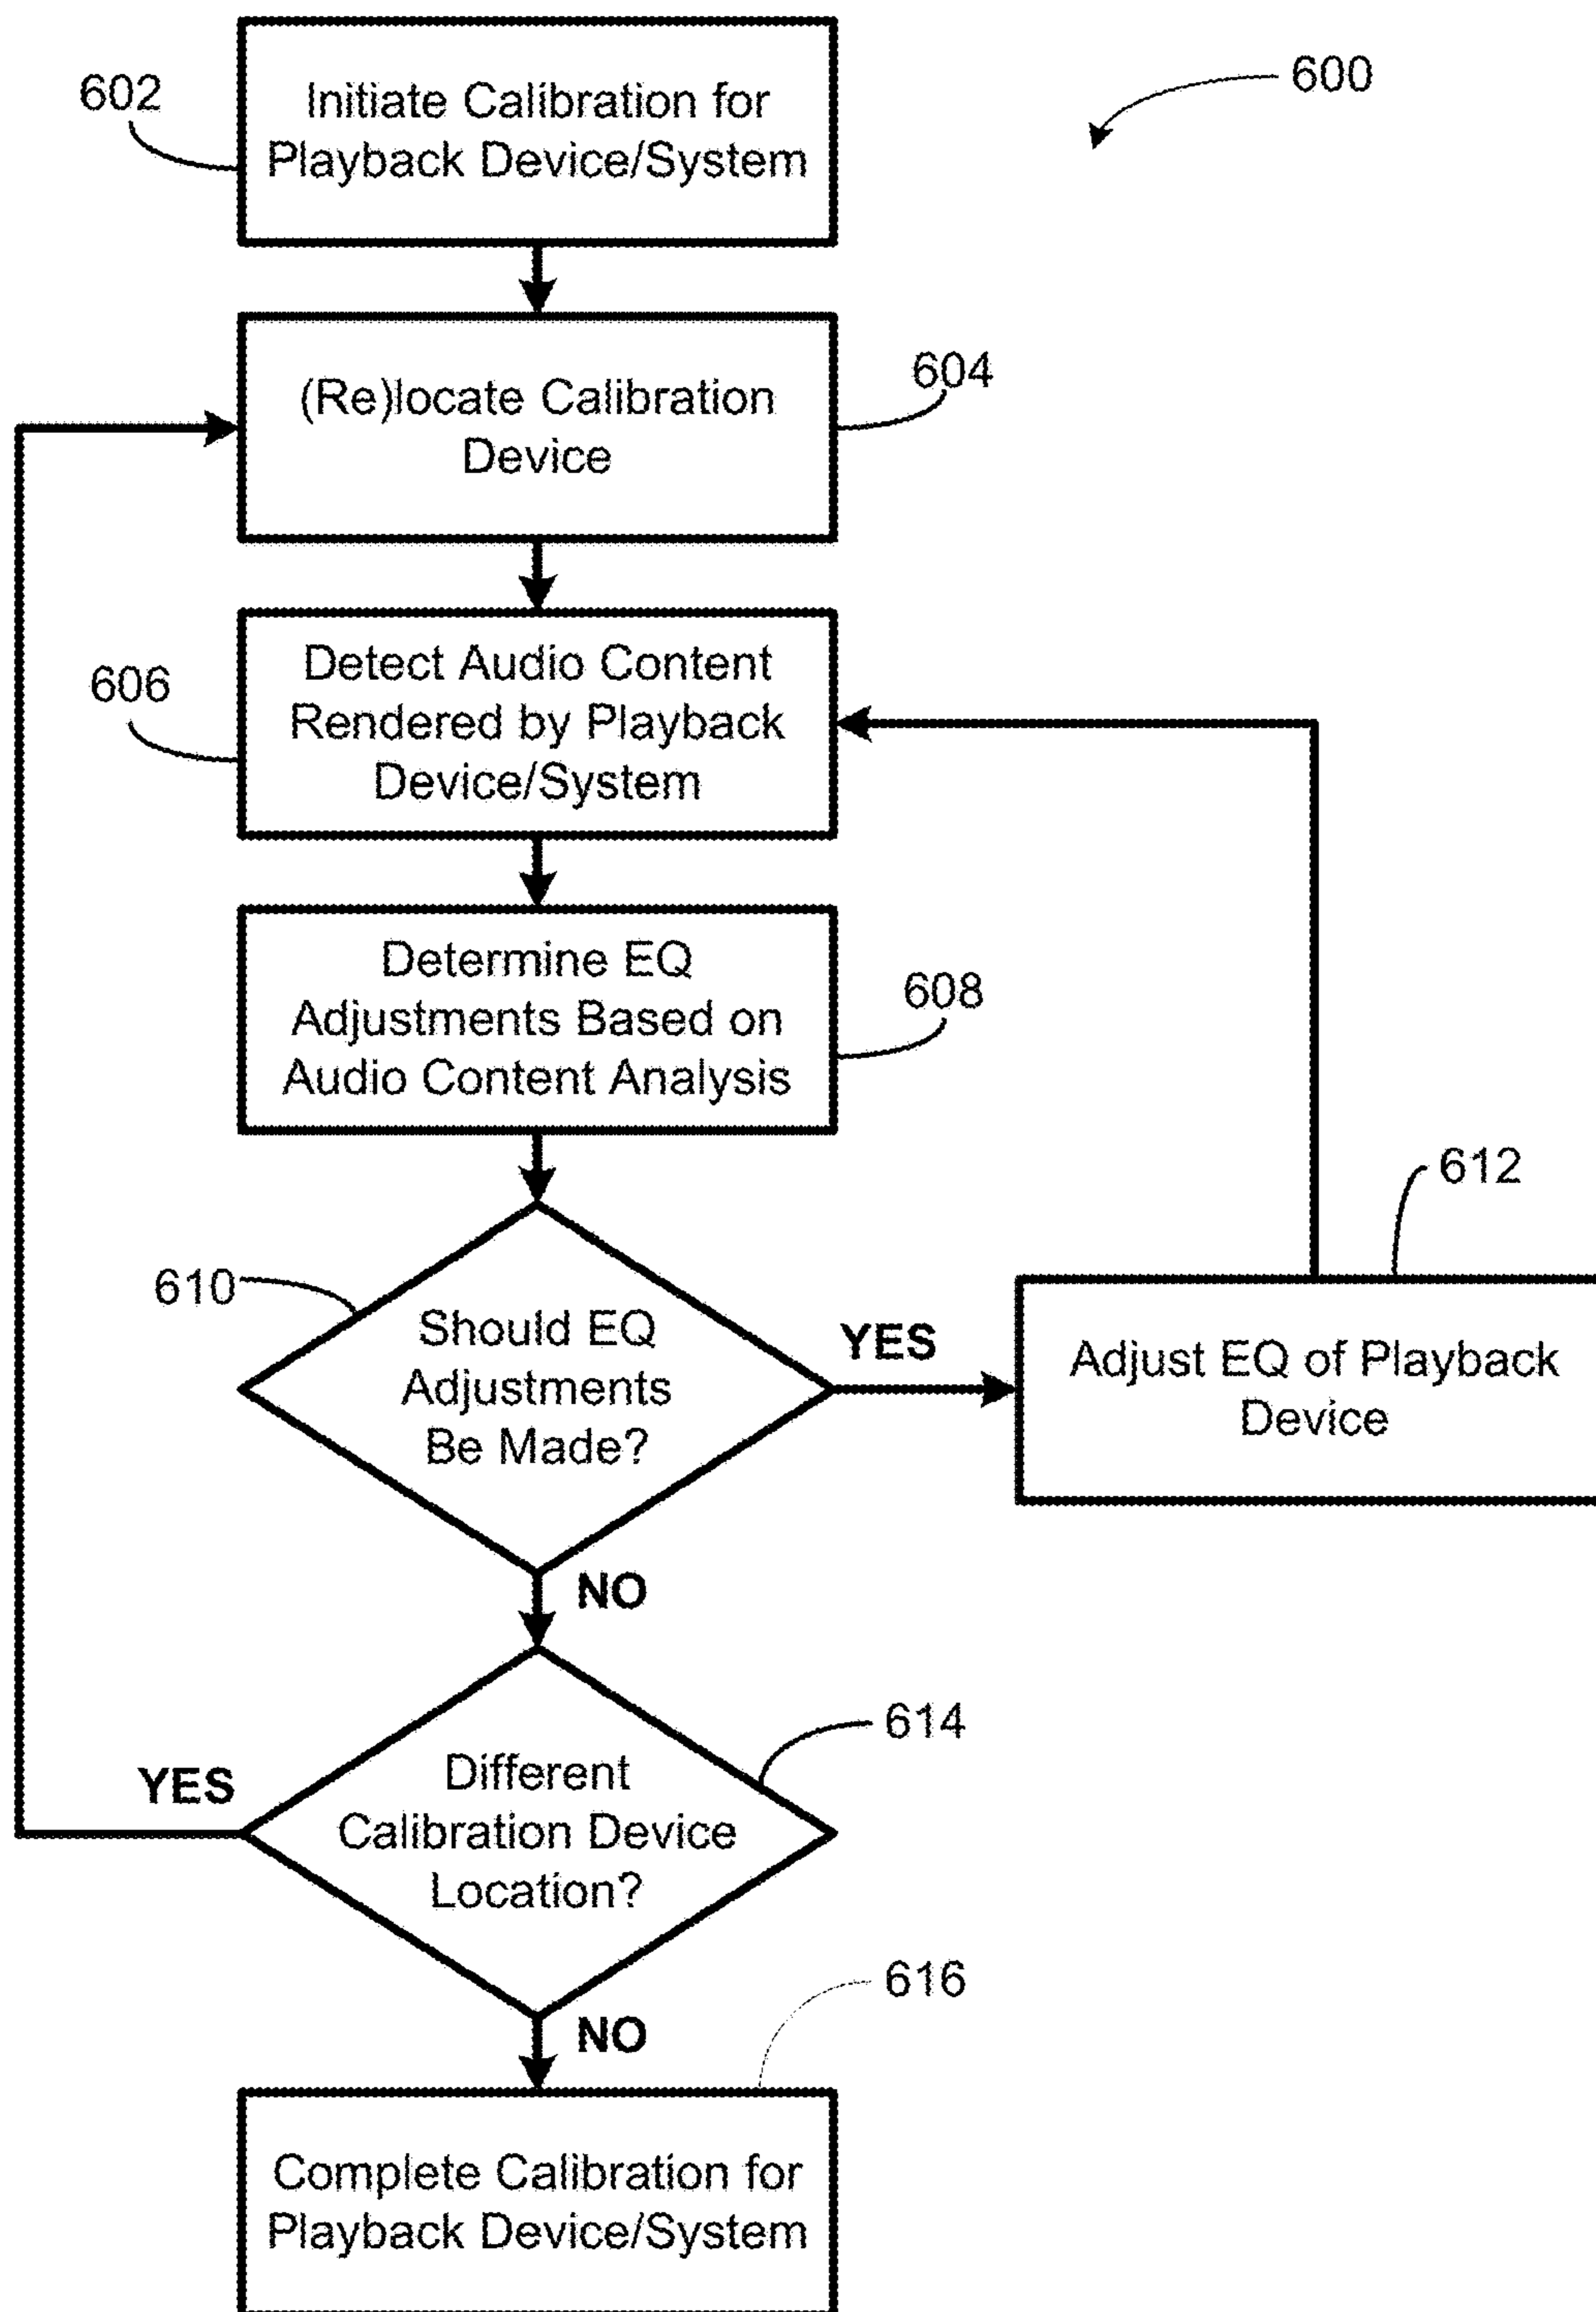 600
602
Initiate Calibration for
Playback Device/System
604
(Re)locate Calibration
Device
606
Detect Audio Content
Rendered by Playback
Device/System
608
Determine EQ
Adjustments Based on
Audio Content Analysis
610
Should EQ
Adjustments
Be Made?
YES
612
Adjust EQ of Playback
Device
NO
614
Different
Calibration Device
Location?
YES
NO
616
Complete Calibration for
Playback Device/System